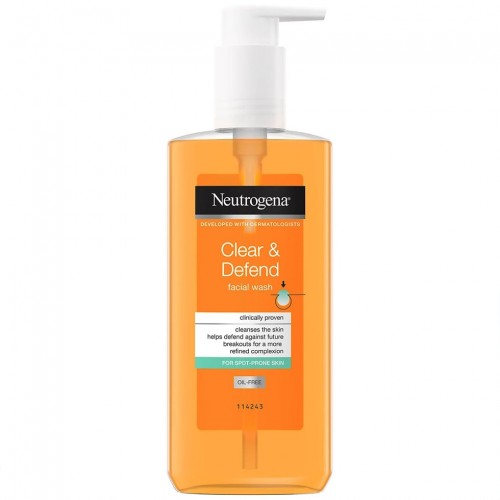 Neutrogena®
DEVELOPED WITH DERMATOLOGISTS
Clear &
Defend
facial wash
clinically proven
cleanses the skin
helps defend against future
breakouts for a more
refined complexion
FOR SPOT-PRONE SKIN
OIL-FREE
114243